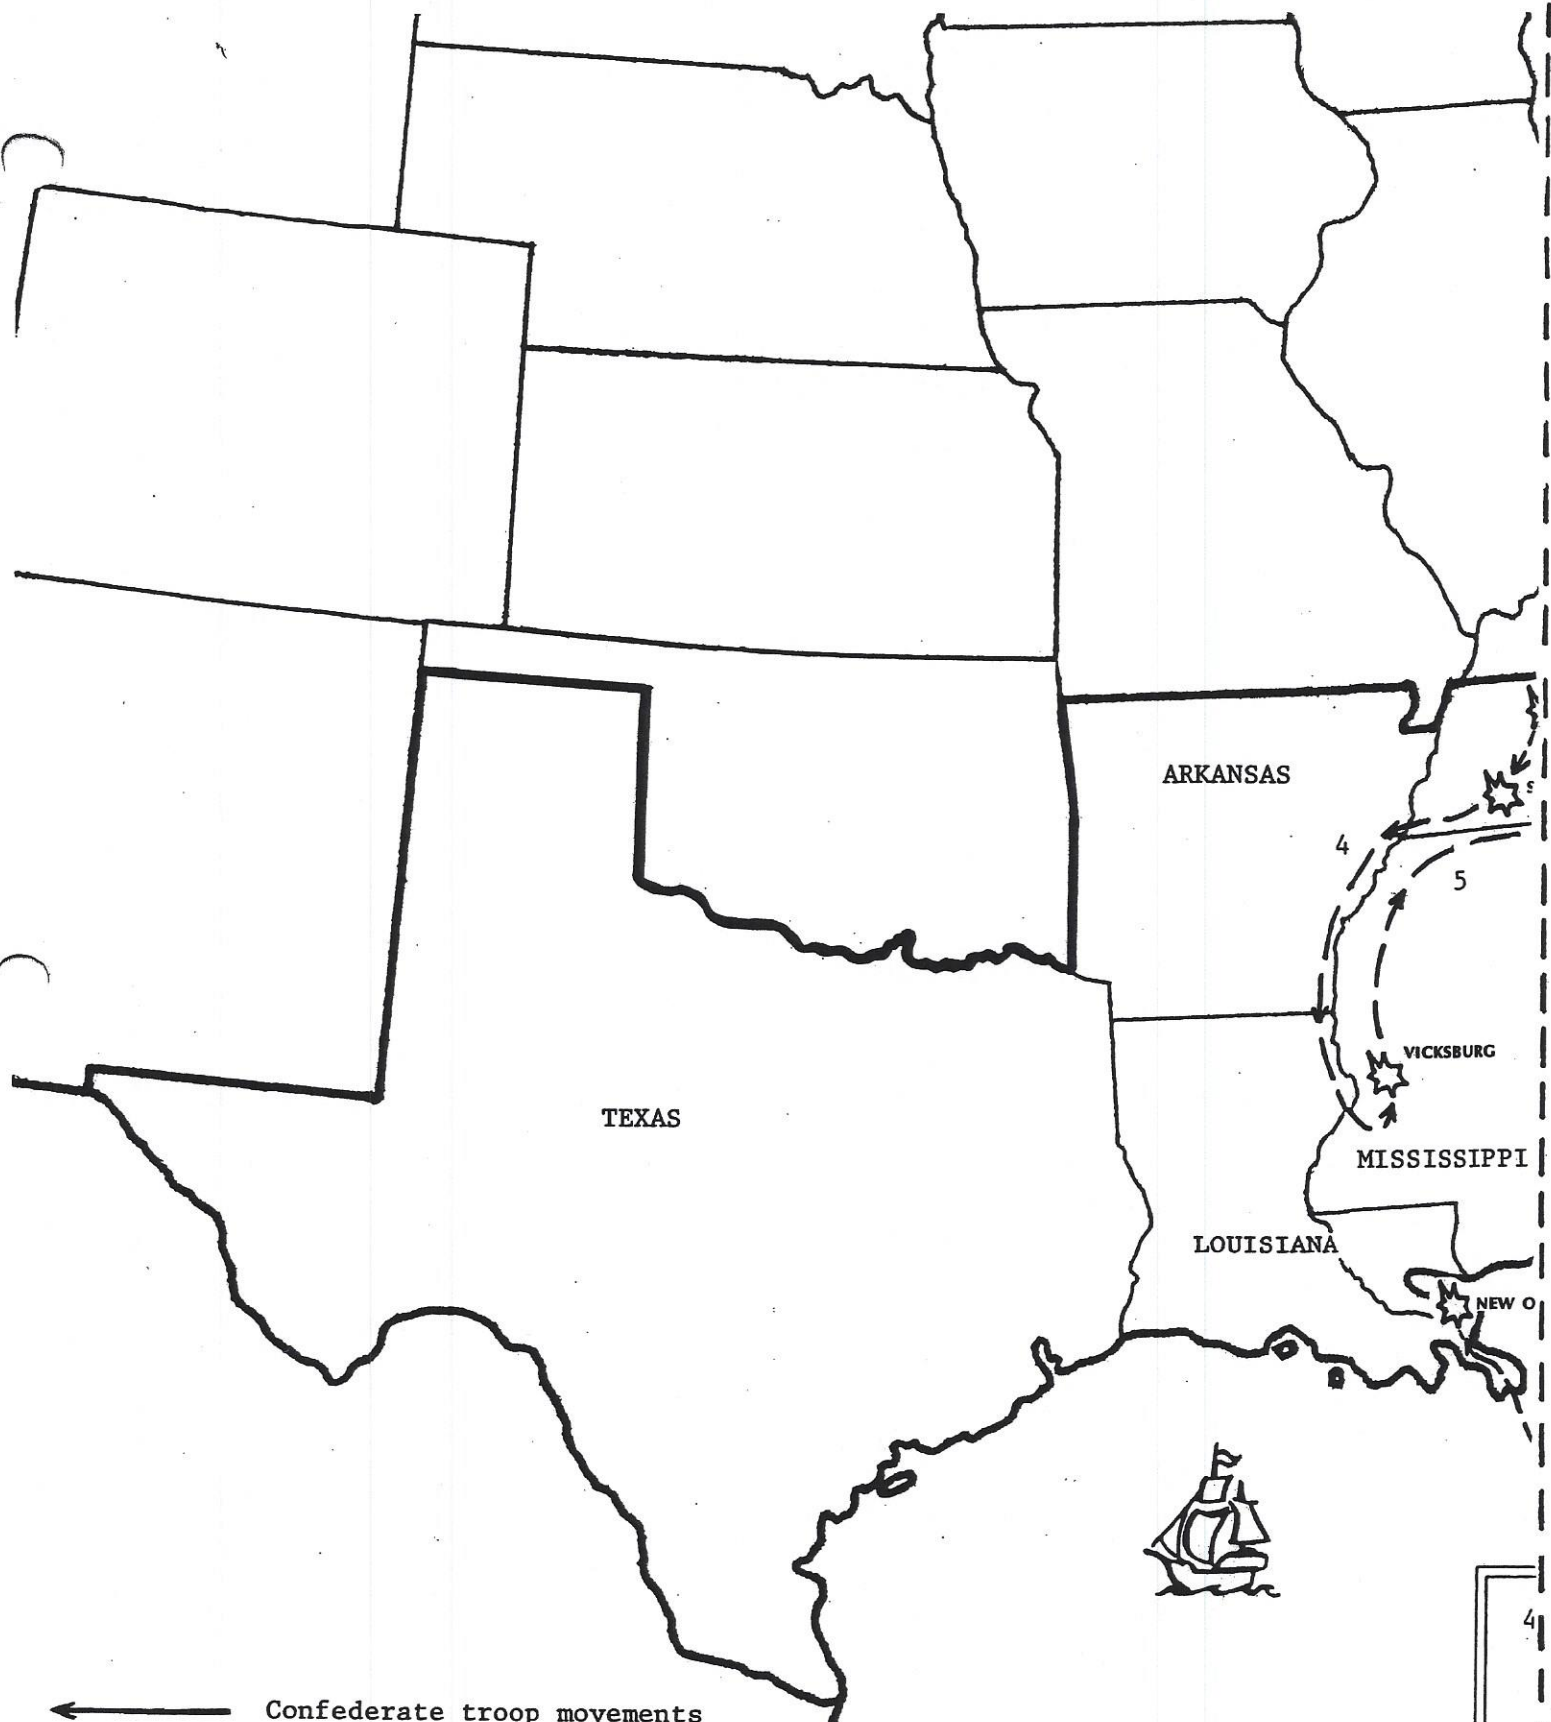 ARKANSAS
S
4
5
VICKSBURG
TEXAS
MISSISSIPPI
LOUISIANA
NEW O
4
Confederate troop movements